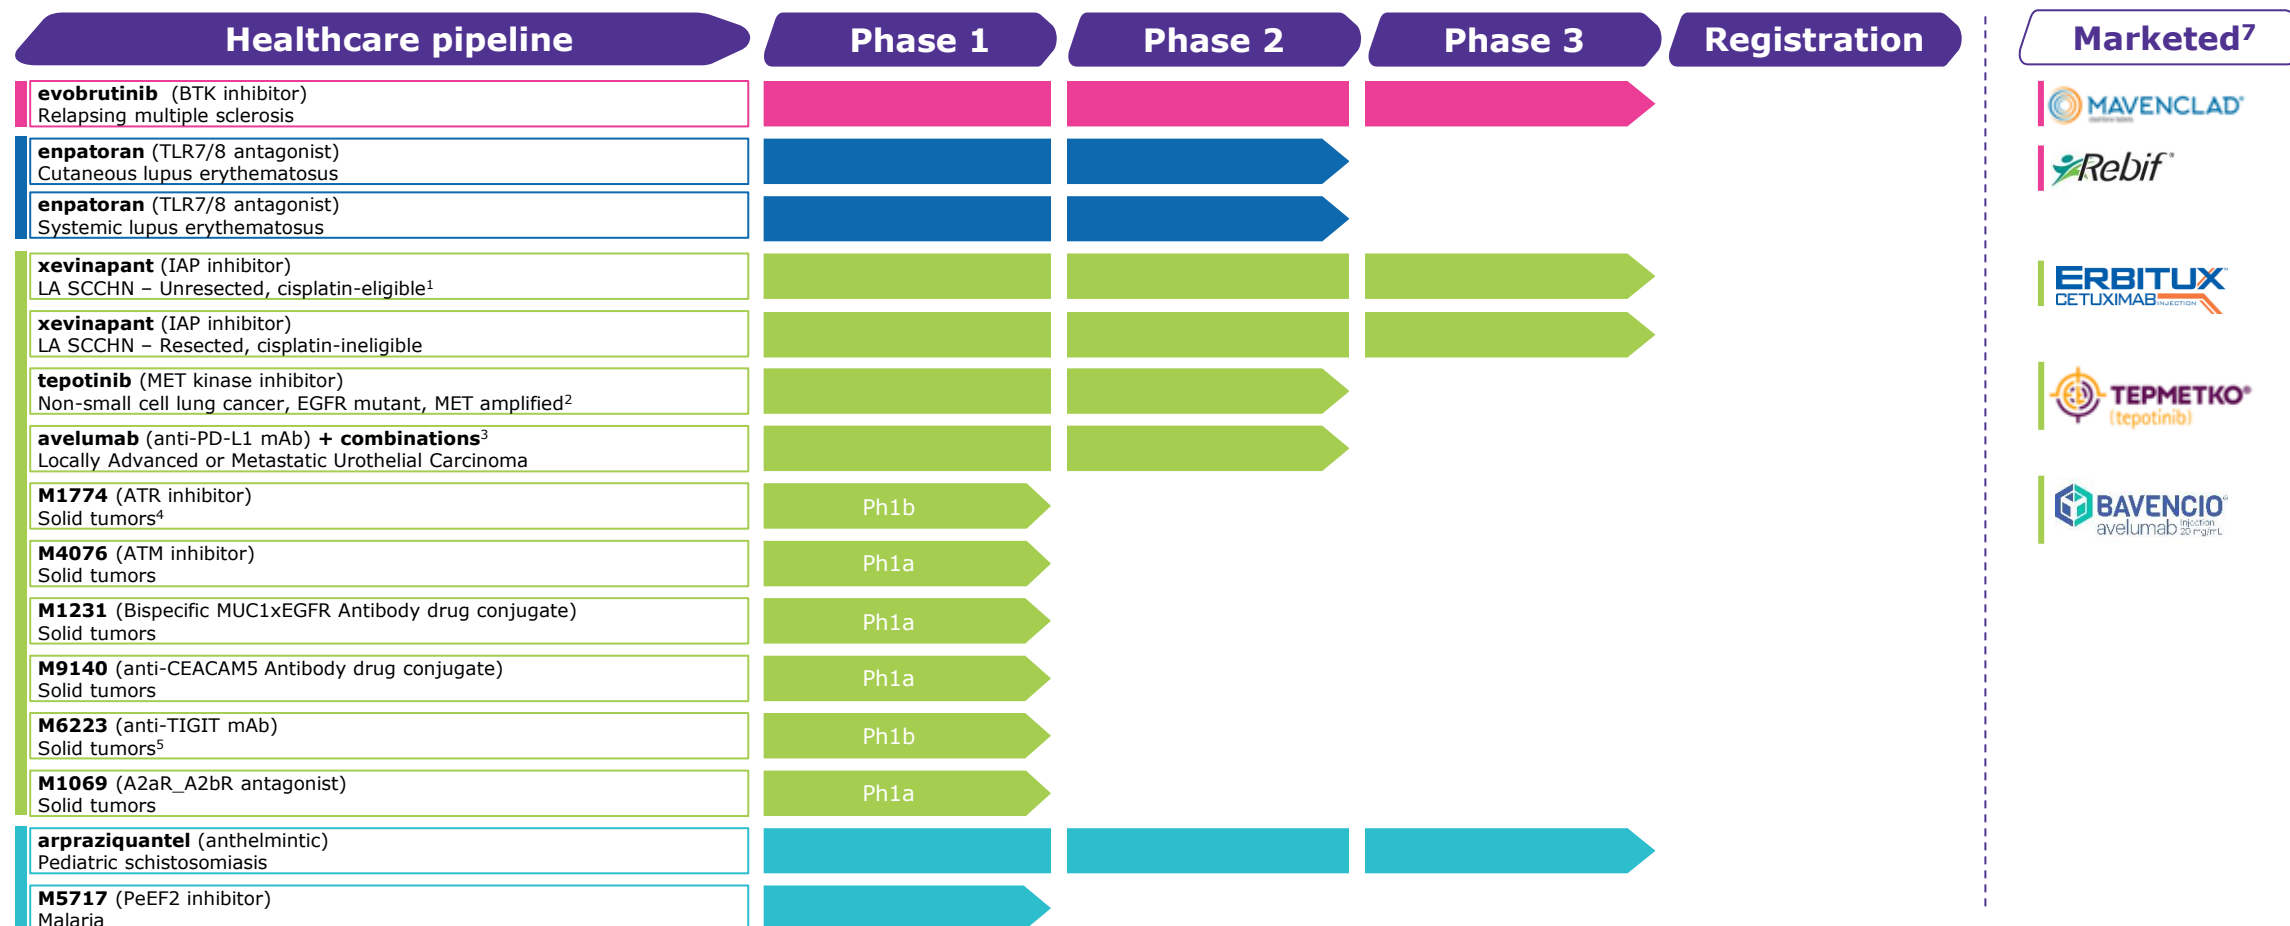 Healthcare pipeline
Phase 1
Phase 2
Phase 3
Registration
Marketed⁷
evobrutinib (BTK inhibitor)
Relapsing multiple sclerosis
MAVENCLAD®
enpatoran (TLR7/8 antagonist)
Cutaneous lupus erythematosus
Rebif®
enpatoran (TLR7/8 antagonist)
Systemic lupus erythematosus
xevinapant (IAP inhibitor)
LA SCCHN – Unresected, cisplatin-eligible¹
ERBITUX
CETUXIMAB INJECTION
xevinapant (IAP inhibitor)
LA SCCHN – Resected, cisplatin-ineligible
tepotinib (MET kinase inhibitor)
Non-small cell lung cancer, EGFR mutant, MET amplified²
TEPMETKO®
(tepotinib)
avelumab (anti-PD-L1 mAb) + combinations³
Locally Advanced or Metastatic Urothelial Carcinoma
M1774 (ATR inhibitor)
Solid tumors⁴
Ph1b
BAVENCIO®
avelumab Injection 20 mg/mL
M4076 (ATM inhibitor)
Solid tumors
Ph1a
M1231 (Bispecific MUC1xEGFR Antibody drug conjugate)
Solid tumors
Ph1a
M9140 (anti-CEACAM5 Antibody drug conjugate)
Solid tumors
Ph1a
M6223 (anti-TIGIT mAb)
Solid tumors⁵
Ph1b
M1069 (A2aR_A2bR antagonist)
Solid tumors
Ph1a
arpraziquantel (anthelmintic)
Pediatric schistosomiasis
M5717 (PeEF2 inhibitor)
Malaria